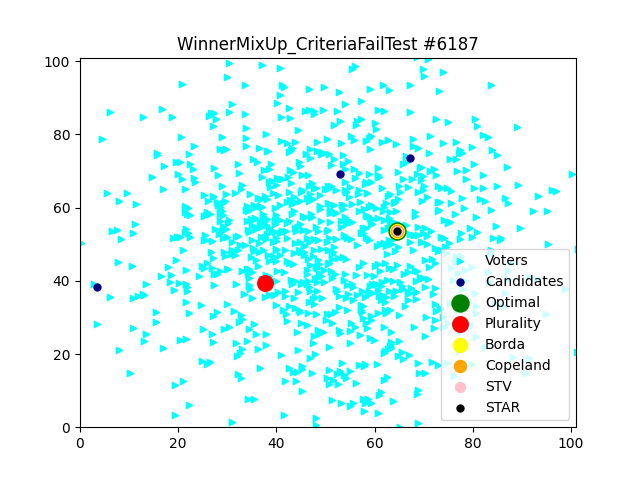 WinnerMixUp_CriteriaFailTest #6187
100
80
60
40
20
0
0
20
40
60
80
100
Voters
Candidates
Optimal
Plurality
Borda
Copeland
STV
STAR